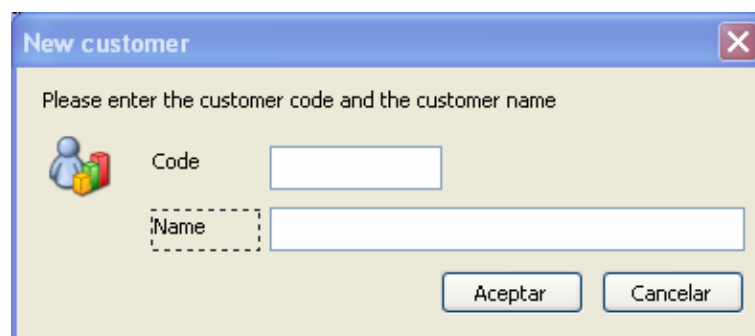 New customer
Please enter the customer code and the customer name
Code
Name
Aceptar Cancelar